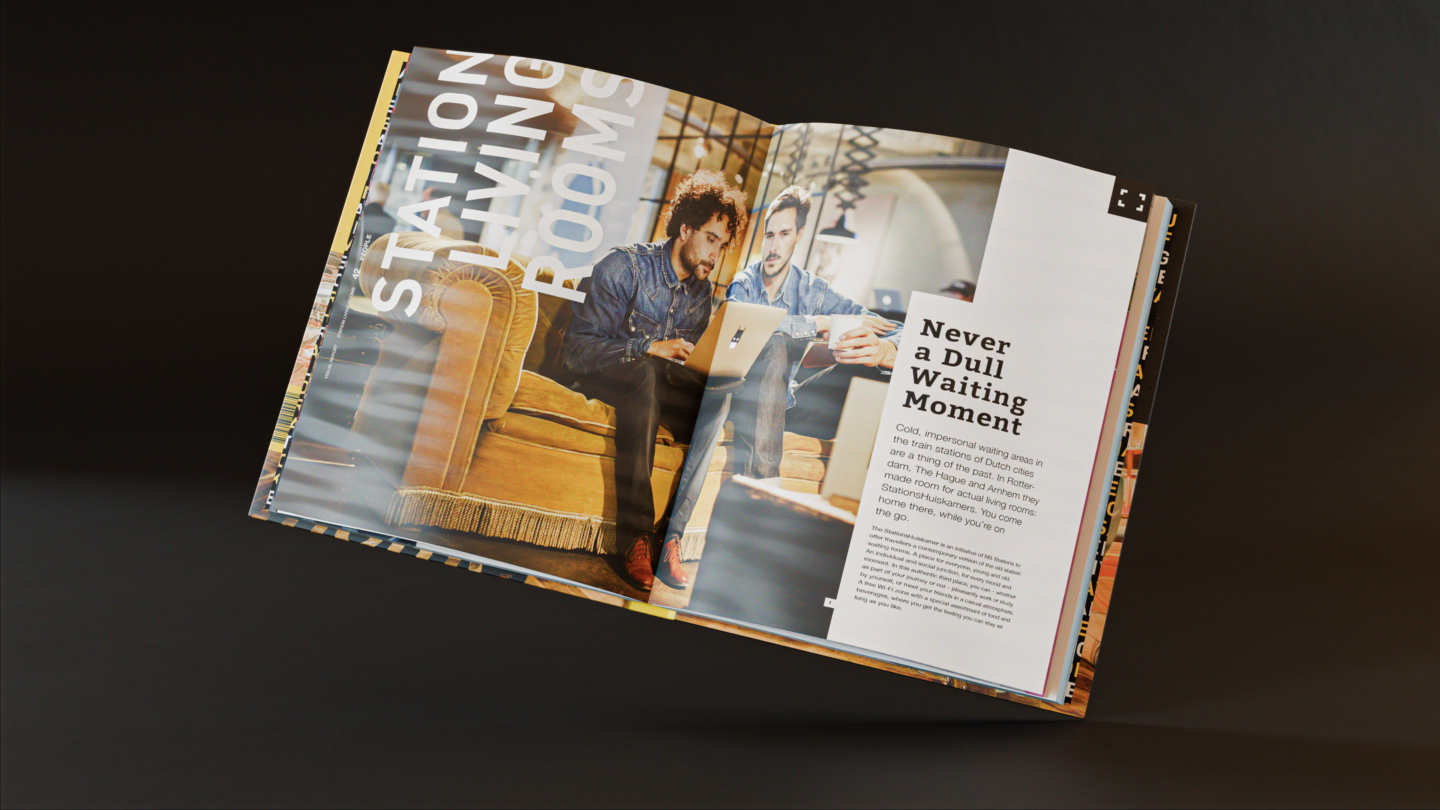 STATION
LIVING
ROOMS
42
PEOPLE
Never
a Dull
Waiting
Moment
Cold, impersonal waiting areas in
the train stations of Dutch cities
are a thing of the past. In Rotter-
dam, The Hague and Arnhem they
made room for actual living rooms:
StationsHuiskamers. You come
home there, while you're on
the go.
The StationsHuiskamer is an initiative of NS Stations to
offer travellers a contemporary version of the old station
waiting rooms. A place for everyone, young and old.
An individual and social junction, for every mood and
moment. In this authentic third place, you can - whether
as part of your journey or not - pleasantly work or study
by yourself, or meet your friends in a casual atmosphere.
A free Wi-Fi zone with a special assortment of food and
beverages, where you get the feeling you can stay as
long as you like.